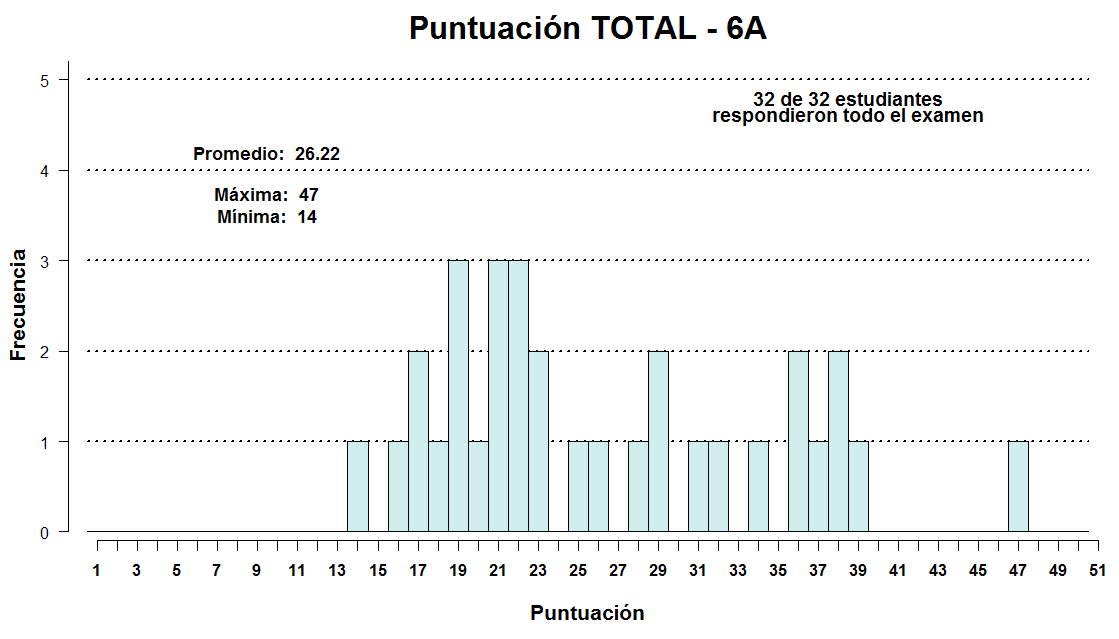 Puntuación TOTAL - 6A
32 de 32 estudiantes
respondieron todo el examen
Promedio: 26.22
Máxima: 47
Mínima: 14
Frecuencia
5
4
3
2
1
0
1 3 5 7 9 11 13 15 17 19 21 23 25 27 29 31 33 35 37 39 41 43 45 47 49 51
Puntuación